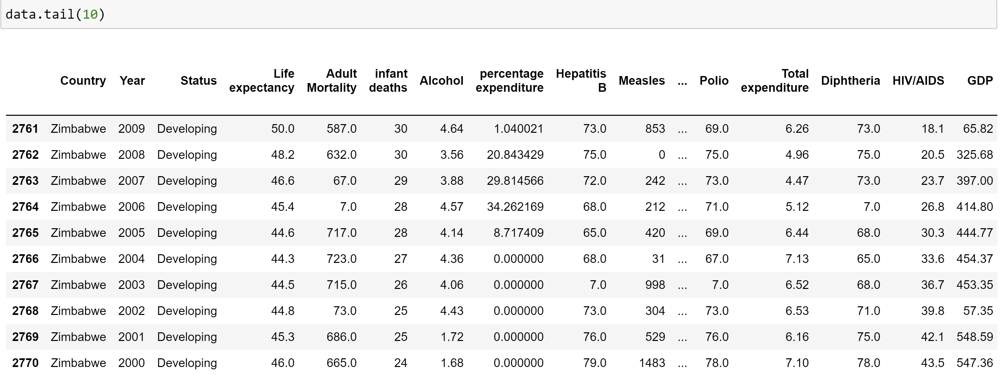 data.tail(10)
Country Year Status Life expectancy Adult Mortality infant deaths Alcohol percentage expenditure Hepatitis B Measles ... Polio Total expenditure Diphtheria HIV/AIDS GDP
2761 Zimbabwe 2009 Developing 50.0 587.0 30 4.64 1.040021 73.0 853 ... 69.0 6.26 73.0 18.1 65.82
2762 Zimbabwe 2008 Developing 48.2 632.0 30 3.56 20.843429 75.0 0 ... 75.0 4.96 75.0 20.5 325.68
2763 Zimbabwe 2007 Developing 46.6 67.0 29 3.88 29.814566 72.0 242 ... 73.0 4.47 73.0 23.7 397.00
2764 Zimbabwe 2006 Developing 45.4 7.0 28 4.57 34.262169 68.0 212 ... 71.0 5.12 7.0 26.8 414.80
2765 Zimbabwe 2005 Developing 44.6 717.0 28 4.14 8.717409 65.0 420 ... 69.0 6.44 68.0 30.3 444.77
2766 Zimbabwe 2004 Developing 44.3 723.0 27 4.36 0.000000 68.0 31 ... 67.0 7.13 65.0 33.6 454.37
2767 Zimbabwe 2003 Developing 44.5 715.0 26 4.06 0.000000 7.0 998 ... 7.0 6.52 68.0 36.7 453.35
2768 Zimbabwe 2002 Developing 44.8 73.0 25 4.43 0.000000 73.0 304 ... 73.0 6.53 71.0 39.8 57.35
2769 Zimbabwe 2001 Developing 45.3 686.0 25 1.72 0.000000 76.0 529 ... 76.0 6.16 75.0 42.1 548.59
2770 Zimbabwe 2000 Developing 46.0 665.0 24 1.68 0.000000 79.0 1483 ... 78.0 7.10 78.0 43.5 547.36